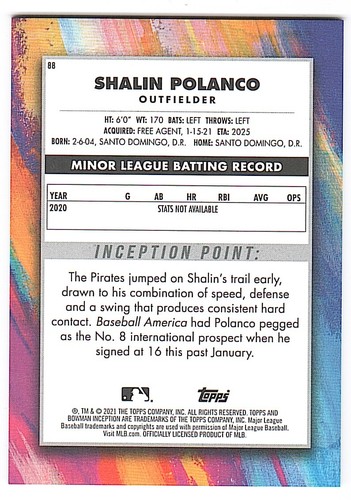 88
SHALIN POLANCO
OUTFIELDER
HT: 6'0" WT: 170 BATS: LEFT THROWS: LEFT
ACQUIRED: FREE AGENT, 1-15-21 ETA: 2025
BORN: 2-6-04, SANTO DOMINGO, D.R. HOME: SANTO DOMINGO, D.R.
MINOR LEAGUE BATTING RECORD
YEAR G AB HR RBI AVG OPS
2020 STATS NOT AVAILABLE
INCEPTION POINT:
The Pirates jumped on Shalin's trail early,
drawn to his combination of speed, defense
and a swing that produces consistent hard
contact. Baseball America had Polanco pegged
as the No. 8 international prospect when he
signed at 16 this past January.
Topps
®, TM & © 2021 THE TOPPS COMPANY, INC. ALL RIGHTS RESERVED. TOPPS AND
BOWMAN INCEPTION ARE TRADEMARKS OF THE TOPPS COMPANY, INC. Major League
Baseball trademarks and copyrights are used with permission of Major League Baseball.
Visit MLB.com. OFFICIALLY LICENSED PRODUCT OF MLB.